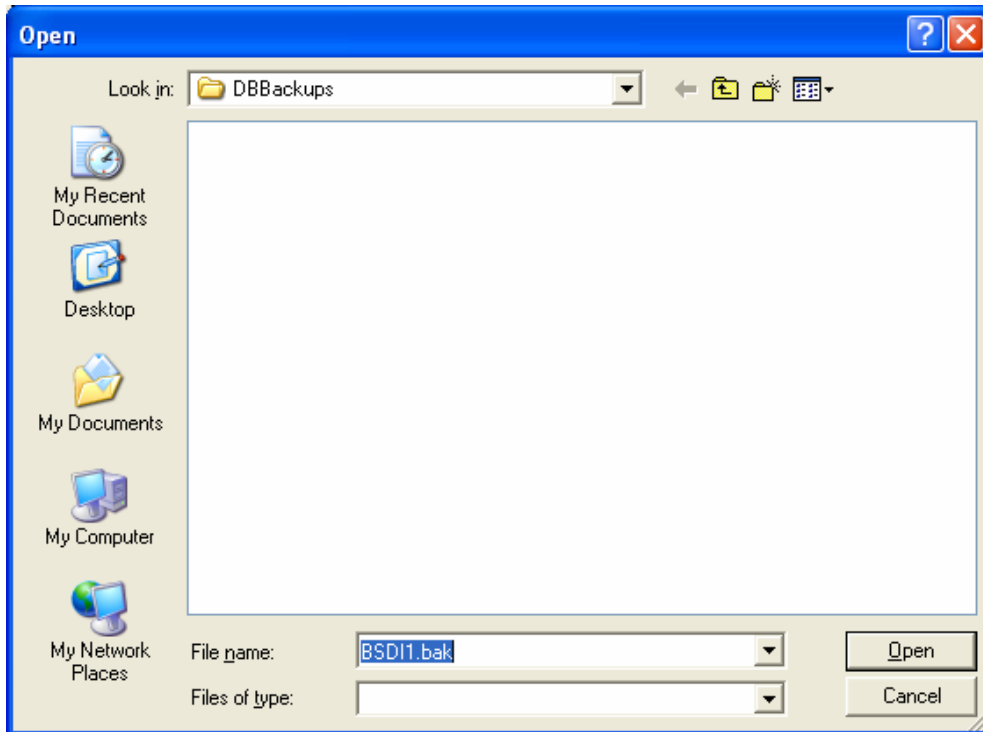 Open
Look in: DBBackups
My Recent
Documents
Desktop
My Documents
My Computer
My Network
Places
File name: BSDI1.bak Open
Files of type: Cancel